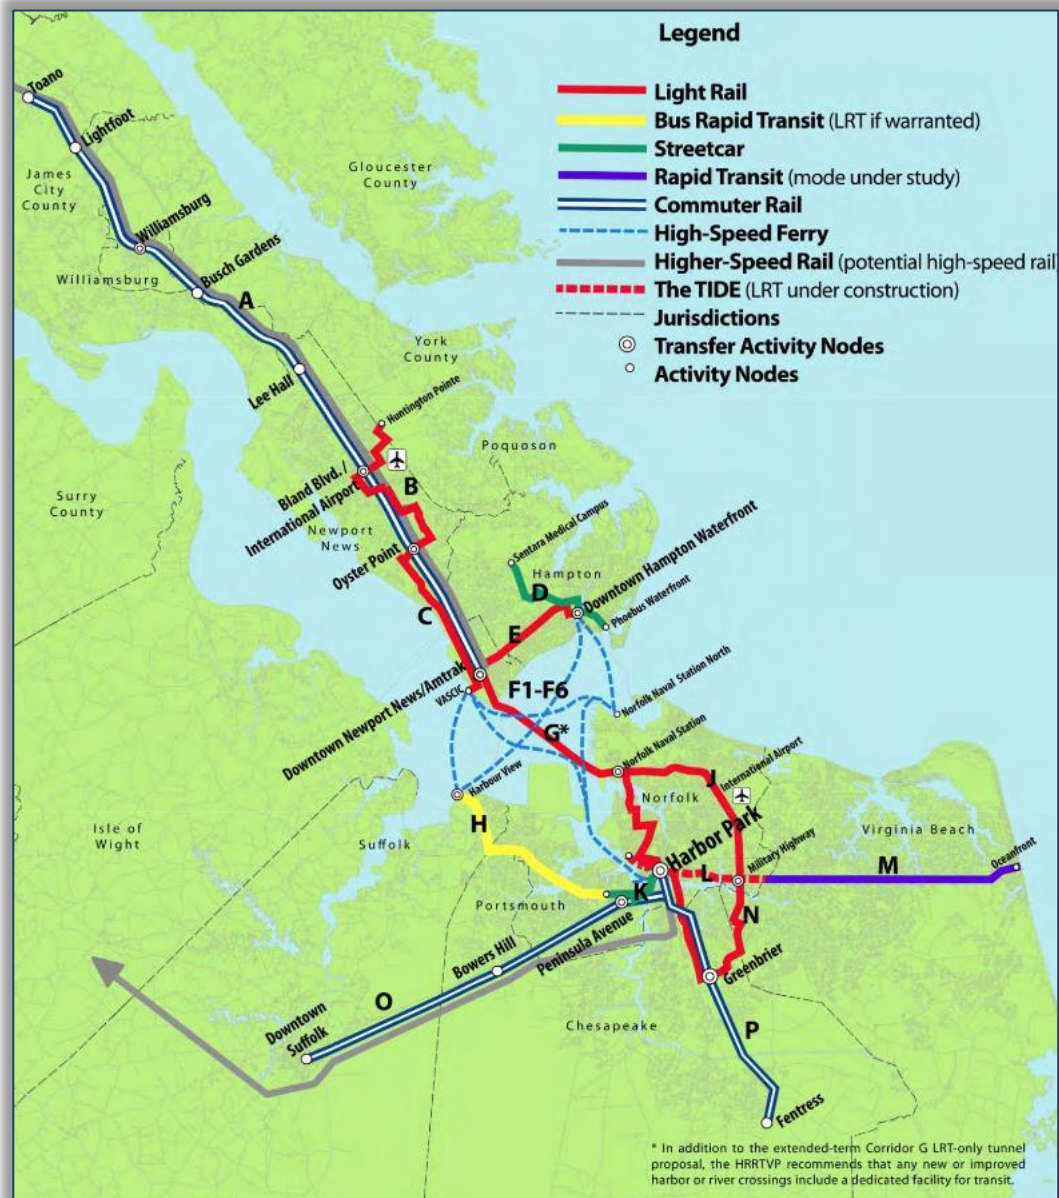 Legend
Light Rail
Bus Rapid Transit (LRT if warranted)
Streetcar
Rapid Transit (mode under study)
Commuter Rail
High-Speed Ferry
Higher-Speed Rail (potential high-speed rail)
The TIDE (LRT under construction)
Jurisdictions
Transfer Activity Nodes
Activity Nodes
Toano
Lightfoot
James
City
County
Gloucester
County
Williamsburg
Williamsburg
Busch Gardens
A
York
County
Lee Hall
Huntington Pointe
Poquoson
Bland Blvd. /
International Airport
B
Surry
County
Newport
News
Oyster Point
Sentara Medical Campus
Hampton
Downtown Hampton Waterfront
D
Phoebus Waterfront
C
E
Downtown Newport News/Amtrak
VASCIC
F1-F6
Norfolk Naval Station North
G*
Norfolk Naval Station
J
International Airport
Harbour View
Norfolk
H
Isle of
Wight
Suffolk
Harbor Park
Military Highway
Virginia Beach
Oceanfront
L
M
K
Portsmouth
Peninsula Avenue
N
Bowers Hill
Greenbrier
O
Downtown
Suffolk
Chesapeake
P
Fentress
* In addition to the extended-term Corridor G LRT-only tunnel
proposal, the HRRTVP recommends that any new or improved
harbor or river crossings include a dedicated facility for transit.